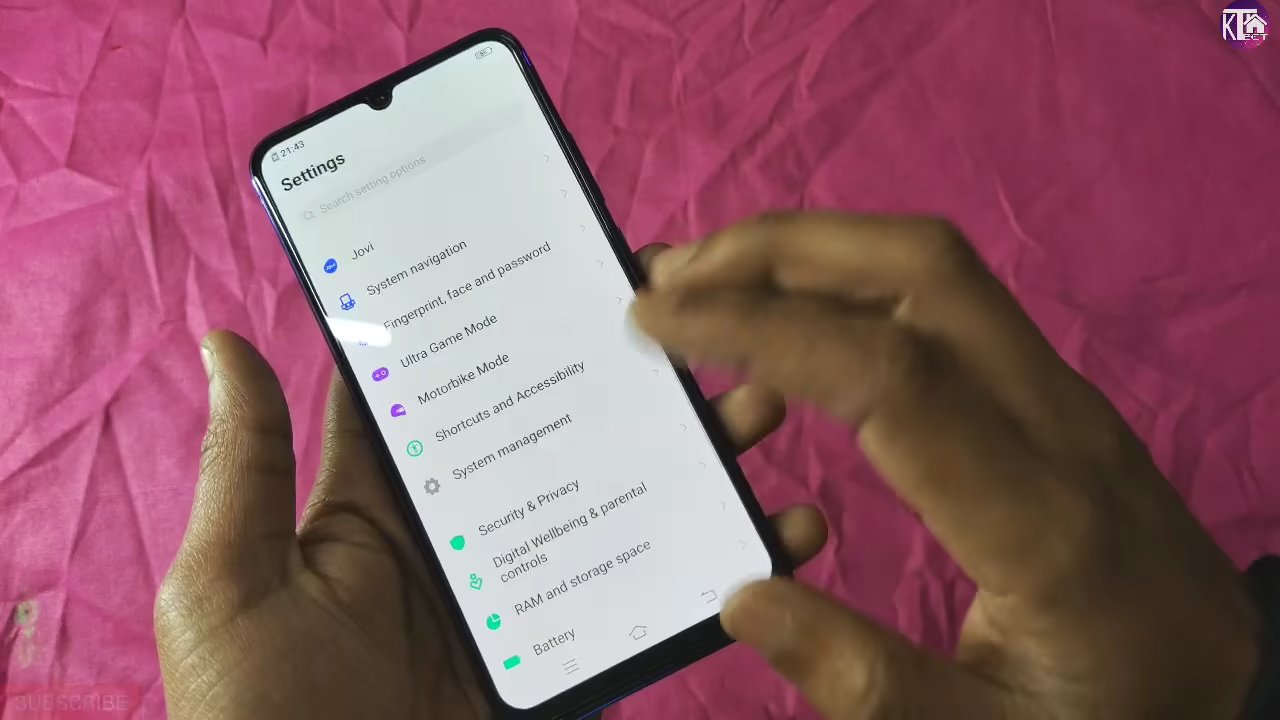 21:43
Settings
Search setting options
Jovi
System navigation
Fingerprint, face and password
Ultra Game Mode
Motorbike Mode
Shortcuts and Accessibility
System management
Security & Privacy
Digital Wellbeing & parental
controls
RAM and storage space
Battery
SUBSCRIBE